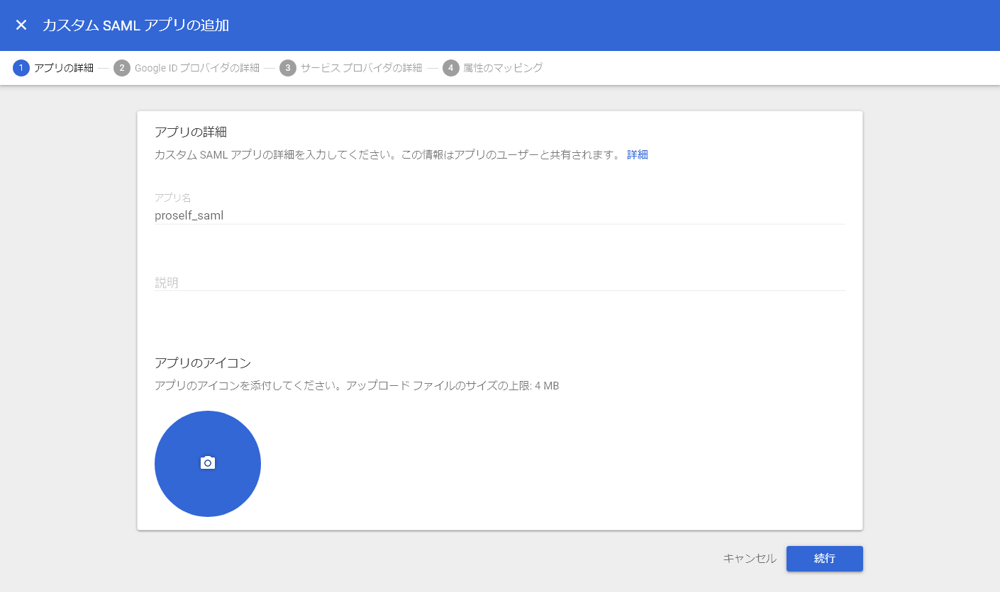 カスタム SAML アプリの追加
1 アプリの詳細 2 Google ID プロバイダの詳細 3 サービス プロバイダの詳細 4 属性のマッピング
アプリの詳細
カスタム SAML アプリの詳細を入力してください。この情報はアプリのユーザーと共有されます。 詳細
アプリ名
proself_saml
説明
アプリのアイコン
アプリのアイコンを添付してください。アップロード ファイルのサイズの上限: 4 MB
キャンセル 続行